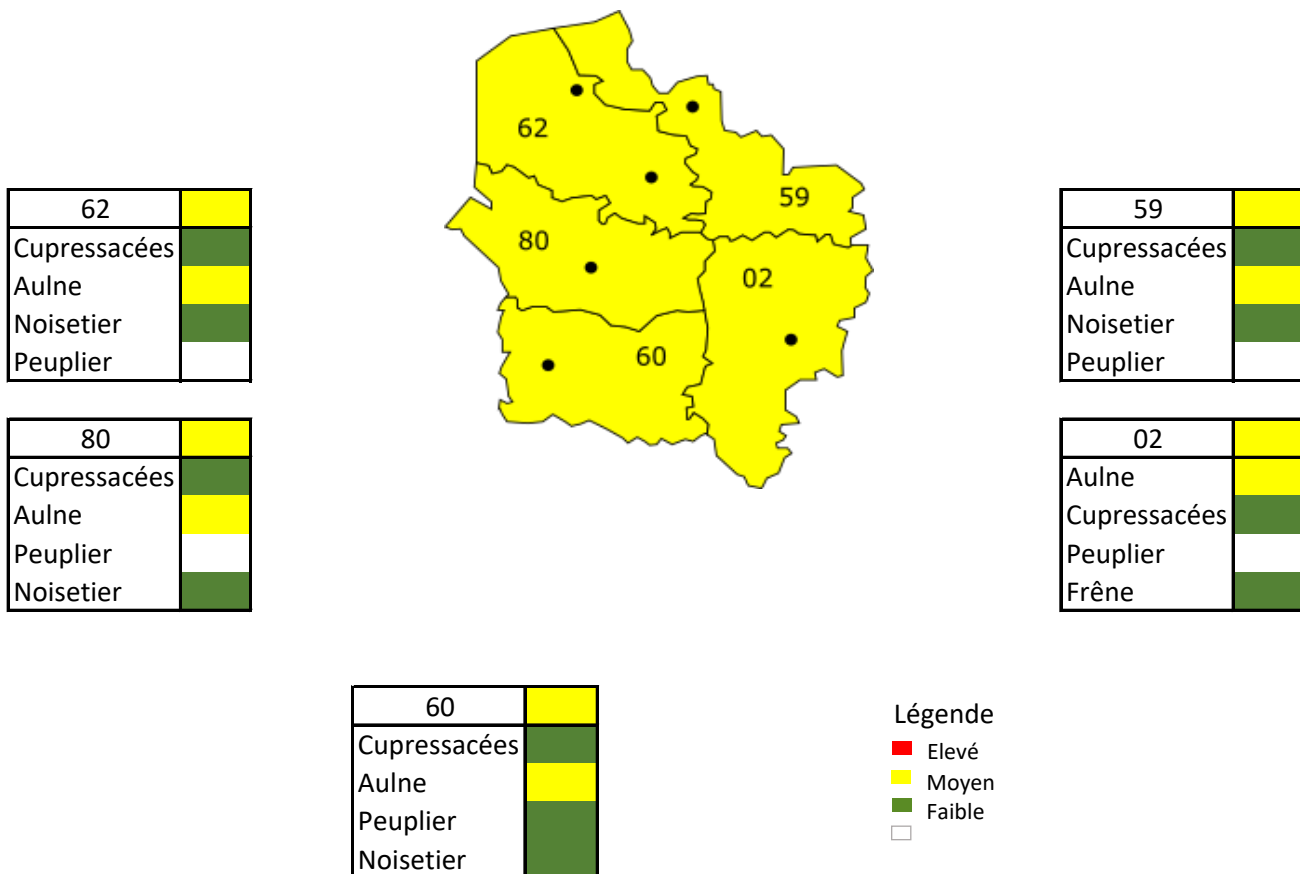 62
59
80
02
60
62
Cupressacées
Aulne
Noisetier
Peuplier
59
Cupressacées
Aulne
Noisetier
Peuplier
80
Cupressacées
Aulne
Peuplier
Noisetier
02
Aulne
Cupressacées
Peuplier
Frêne
60
Cupressacées
Aulne
Peuplier
Noisetier
Légende
Elevé
Moyen
Faible